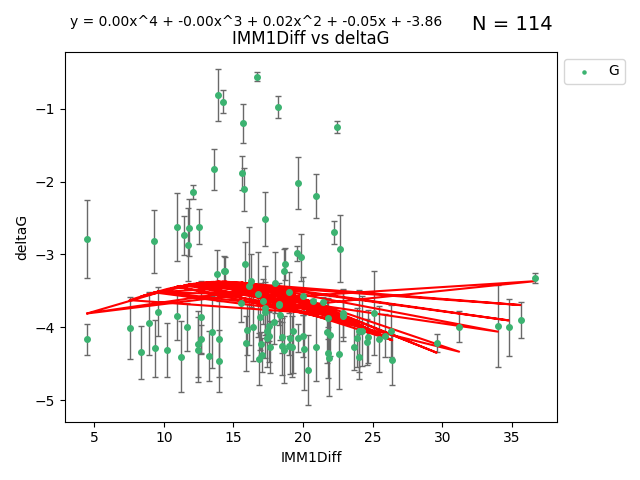 y = 0.00x^4 + -0.00x^3 + 0.02x^2 + -0.05x + -3.86
N = 114
IMM1Diff vs deltaG
G
deltaG
−1
−2
−3
−4
−5
5 10 15 20 25 30 35
IMM1Diff